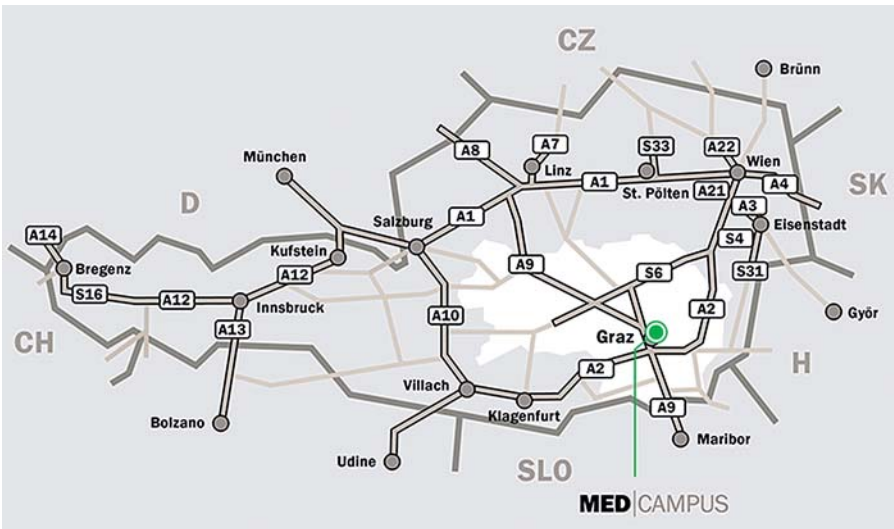 CZ
Brünn
A8
A7
S33
A22
München
Linz
Wien
A1
St. Pölten
A21
A4
SK
D
A14
Salzburg
A1
A3
Eisenstadt
Kufstein
S4
Bregenz
A12
A9
S6
S31
S16
A12
Innsbruck
A10
A2
Györ
CH
A13
Graz
H
A2
Villach
Klagenfurt
A9
Bolzano
Maribor
Udine
SLO
MED|CAMPUS